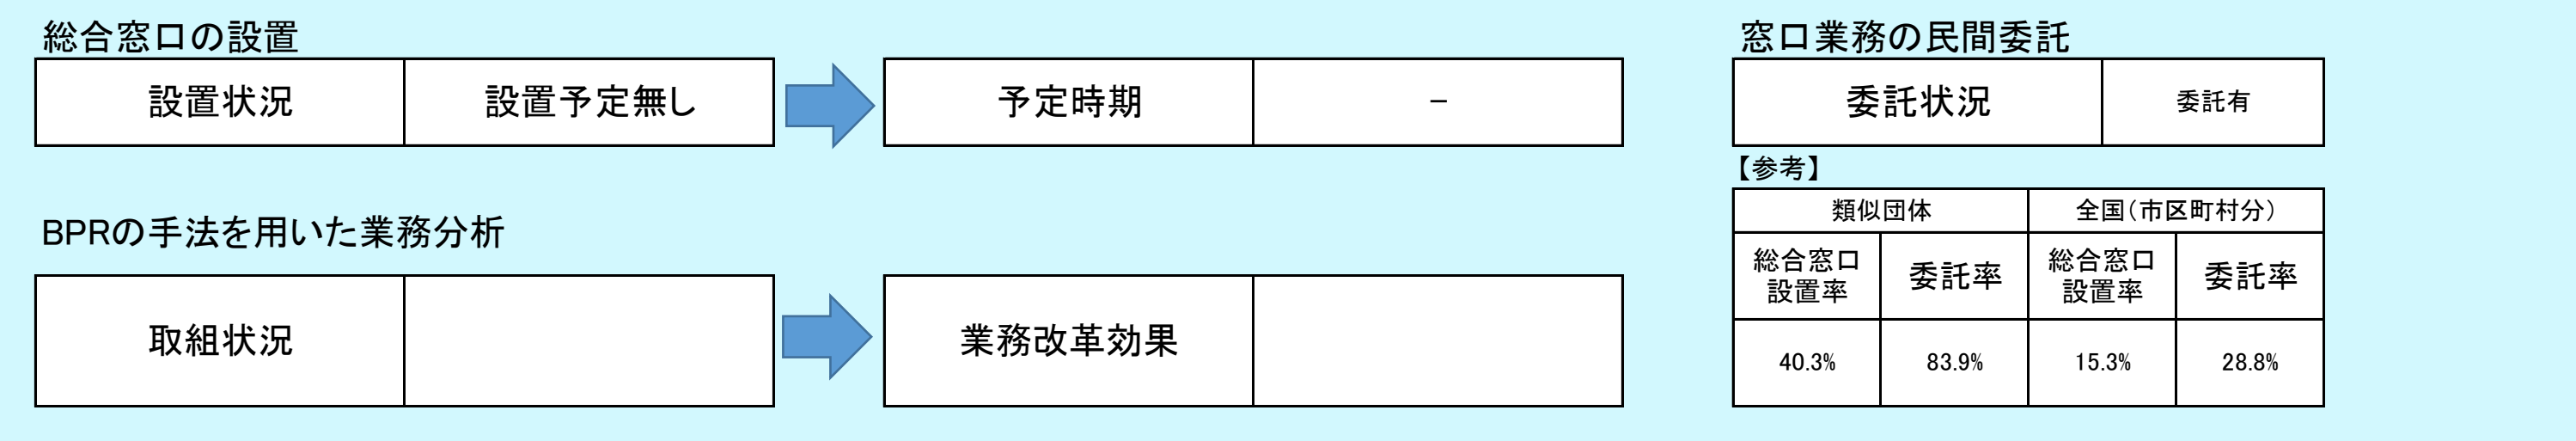 総合窓口の設置
設置状況 設置予定無し 予定時期 －
BPRの手法を用いた業務分析
取組状況 業務改革効果
窓口業務の民間委託
委託状況 委託有
【参考】
類似団体 全国（市区町村分）
総合窓口設置率 委託率 総合窓口設置率 委託率
40.3% 83.9% 15.3% 28.8%